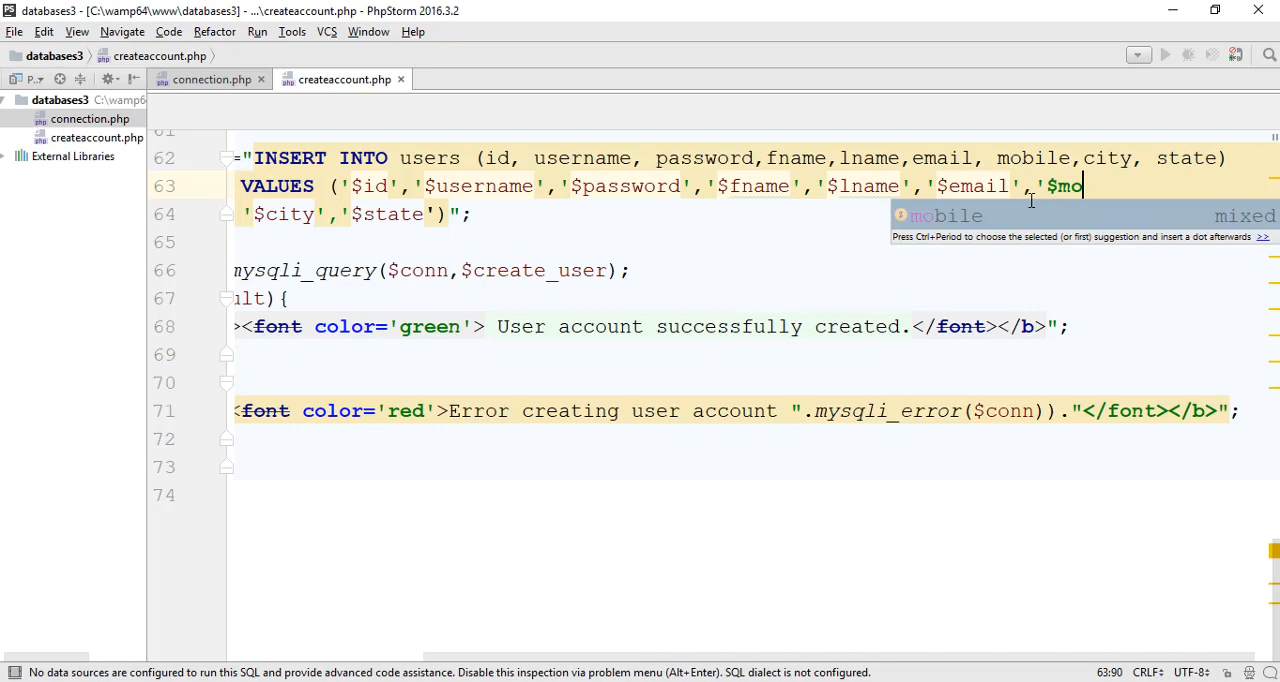 databases3 - [C:\wamp64\www\databases3] - ...\createaccount.php - PhpStorm 2016.3.2
File Edit View Navigate Code Refactor Run Tools VCS Window Help
databases3 createaccount.php
P.. connection.php createaccount.php
databases3 C:\wamp6
connection.php
createaccount.php
External Libraries
61
62 ="INSERT INTO users (id, username, password,fname,lname,email, mobile,city, state)
63 VALUES ('$id','$username','$password','$fname','$lname','$email','$mo
64 '$city','$state')";
mobile mixed
Press Ctrl+Period to choose the selected (or first) suggestion and insert a dot afterwards >>
65
66 mysqli_query($conn,$create_user);
67 ult){
68 ><font color='green'> User account successfully created.</font></b>";
69
70
71 <font color='red'>Error creating user account ".mysqli_error($conn))."</font></b>";
72
73
74
No data sources are configured to run this SQL and provide advanced code assistance. Disable this inspection via problem menu (Alt+Enter). SQL dialect is not configured. 63:90 CRLF UTF-8